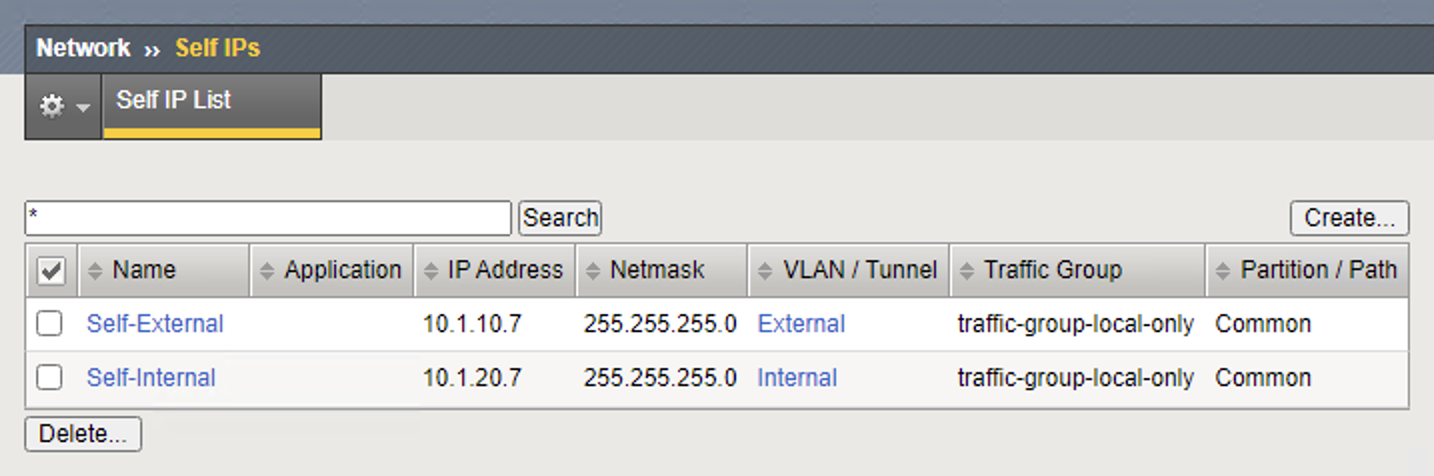 Network ›› Self IPs
Self IP List
* Search Create...
Name Application IP Address Netmask VLAN / Tunnel Traffic Group Partition / Path
Self-External 10.1.10.7 255.255.255.0 External traffic-group-local-only Common
Self-Internal 10.1.20.7 255.255.255.0 Internal traffic-group-local-only Common
Delete...